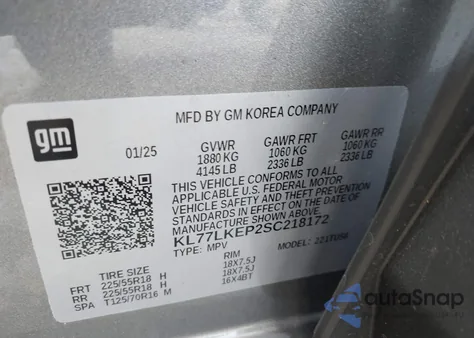 gm
MFD BY GM KOREA COMPANY
01/25 GVWR GAWR FRT GAWR RR
1880 KG 1060 KG 1060 KG
4145 LB 2336 LB 2336 LB
THIS VEHICLE CONFORMS TO ALL
APPLICABLE U.S. FEDERAL MOTOR
VEHICLE SAFETY AND THEFT PREVENTION
STANDARDS IN EFFECT ON THE DATE OF
MANUFACTURE SHOWN ABOVE.
KL77LKEP2SC218172
TYPE: MPV MODEL: 221TU58
TIRE SIZE RIM
FRT 225/55R18 H 18X7.5J
RR 225/55R18 H 18X7.5J
SPA T125/70R16 M 16X4BT
autoSnap